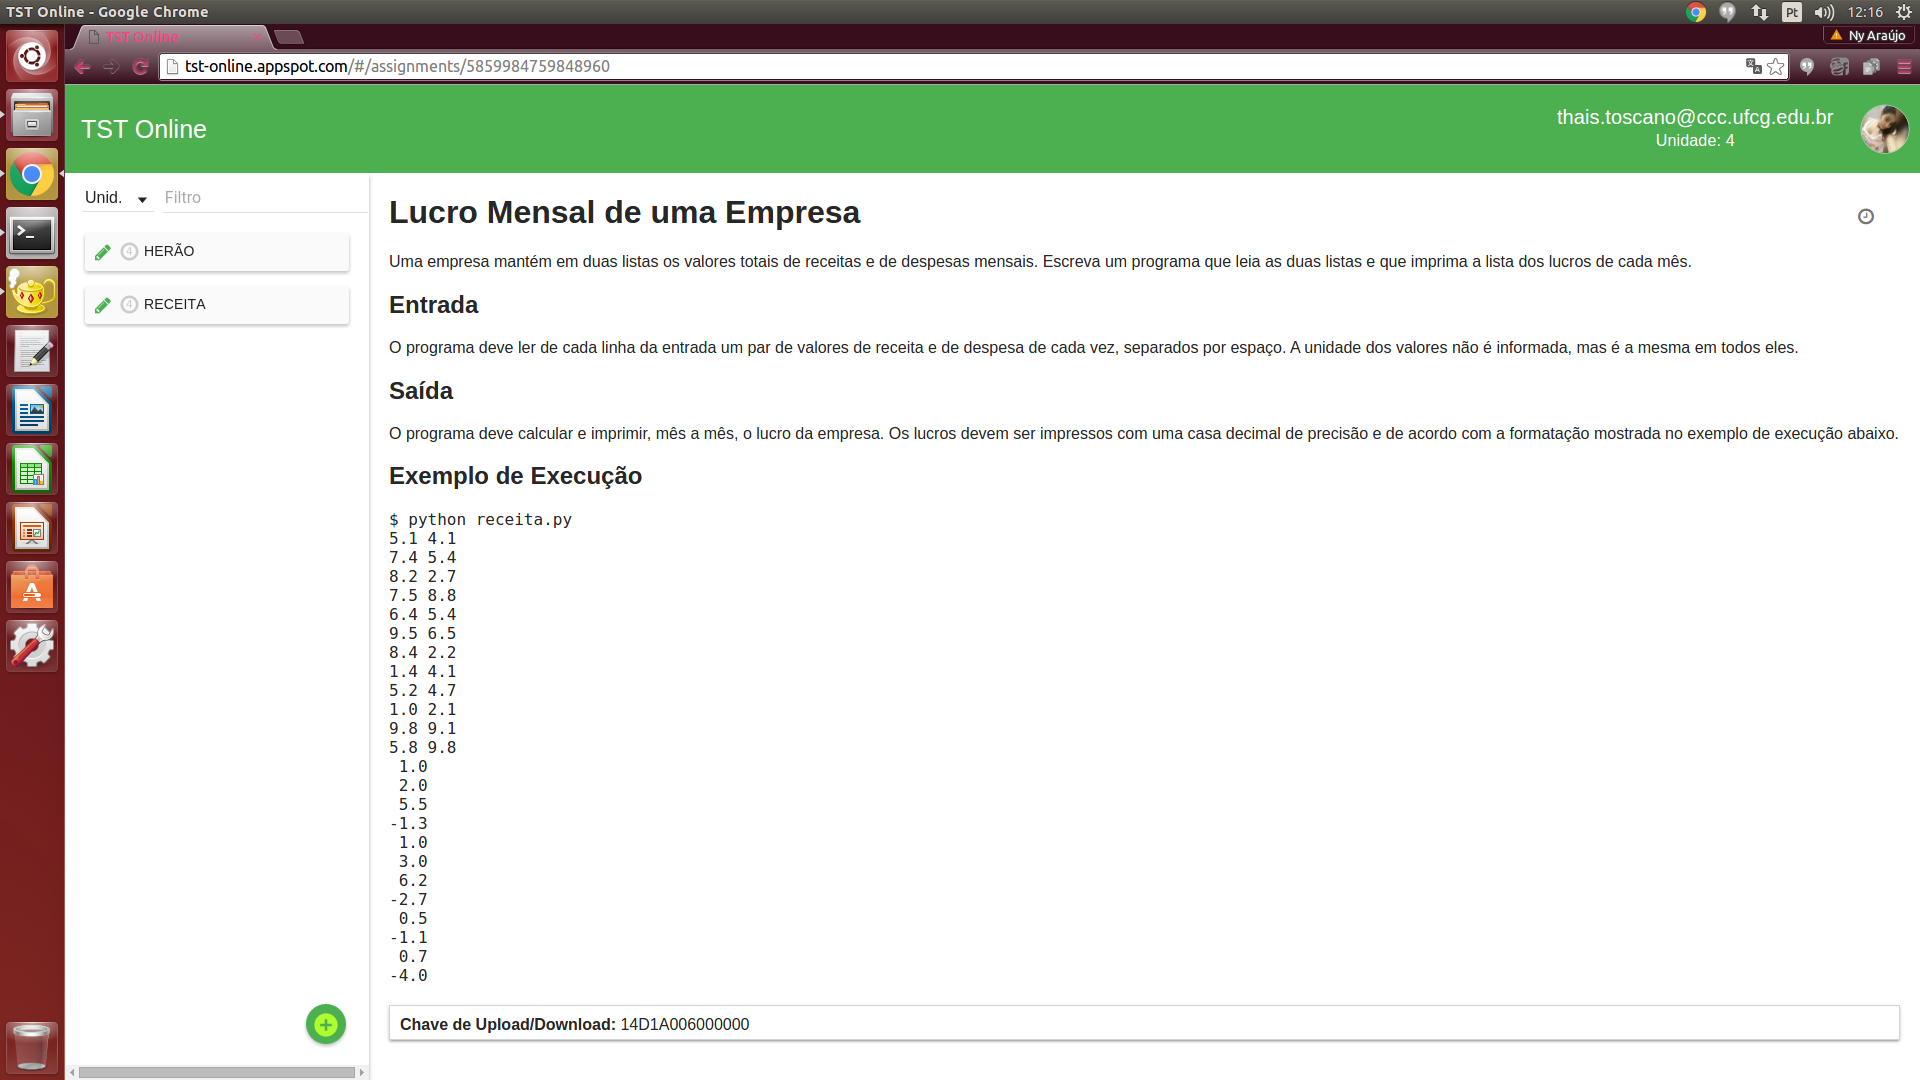 TST Online - Google Chrome
Pt
12:16
TST Online
Ny Araújo
tst-online.appspot.com/#/assignments/5859984759848960
TST Online
thais.toscano@ccc.ufcg.edu.br
Unidade: 4
Unid.
Filtro
4 HERÃO
4 RECEITA
Lucro Mensal de uma Empresa
Uma empresa mantém em duas listas os valores totais de receitas e de despesas mensais. Escreva um programa que leia as duas listas e que imprima a lista dos lucros de cada mês.
Entrada
O programa deve ler de cada linha da entrada um par de valores de receita e de despesa de cada vez, separados por espaço. A unidade dos valores não é informada, mas é a mesma em todos eles.
Saída
O programa deve calcular e imprimir, mês a mês, o lucro da empresa. Os lucros devem ser impressos com uma casa decimal de precisão e de acordo com a formatação mostrada no exemplo de execução abaixo.
Exemplo de Execução
$ python receita.py
5.1 4.1
7.4 5.4
8.2 2.7
7.5 8.8
6.4 5.4
9.5 6.5
8.4 2.2
1.4 4.1
5.2 4.7
1.0 2.1
9.8 9.1
5.8 9.8
 1.0
 2.0
 5.5
-1.3
 1.0
 3.0
 6.2
-2.7
 0.5
-1.1
 0.7
-4.0
Chave de Upload/Download: 14D1A006000000